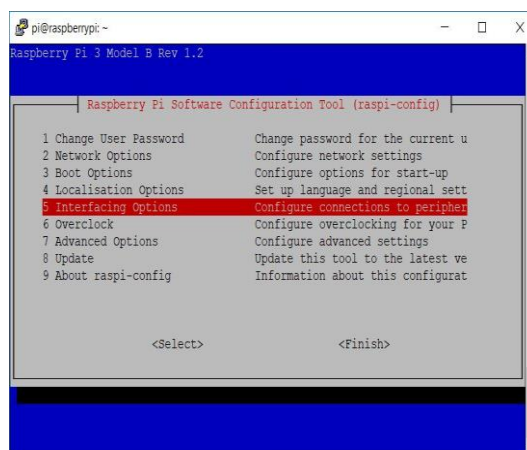 pi@raspberrypi: ~
Raspberry Pi 3 Model B Rev 1.2
Raspberry Pi Software Configuration Tool (raspi-config)
1 Change User Password Change password for the current u
2 Network Options Configure network settings
3 Boot Options Configure options for start-up
4 Localisation Options Set up language and regional sett
5 Interfacing Options Configure connections to peripher
6 Overclock Configure overclocking for your P
7 Advanced Options Configure advanced settings
8 Update Update this tool to the latest ve
9 About raspi-config Information about this configurat
<Select> <Finish>